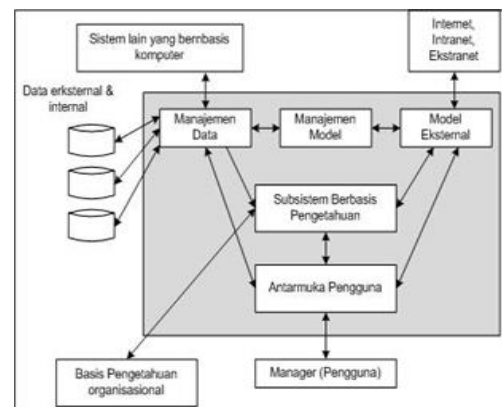 Sistem lain yang bernbasis
komputer
Internet,
Intranet,
Ekstranet
Data erksternal &
internal
Manajemen
Data
Manajemen
Model
Model
Eksternal
Subsistem Berbasis
Pengetahuan
Antarmuka Pengguna
Basis Pengetahuan
organisasional
Manager (Pengguna)